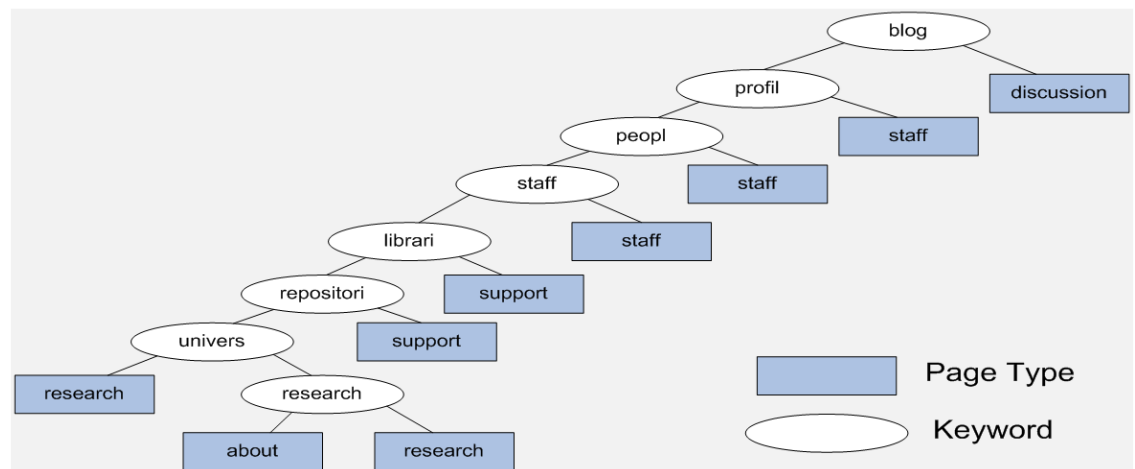 blog
profil
discussion
peopl
staff
staff
staff
librari
staff
repositori
support
univers
support
research
research
about
research
Page Type
Keyword